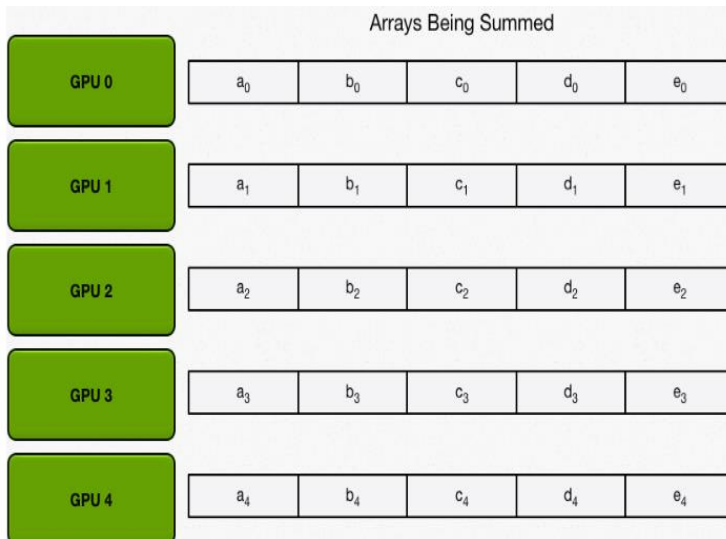 Arrays Being Summed
GPU 0 a₀ b₀ c₀ d₀ e₀
GPU 1 a₁ b₁ c₁ d₁ e₁
GPU 2 a₂ b₂ c₂ d₂ e₂
GPU 3 a₃ b₃ c₃ d₃ e₃
GPU 4 a₄ b₄ c₄ d₄ e₄